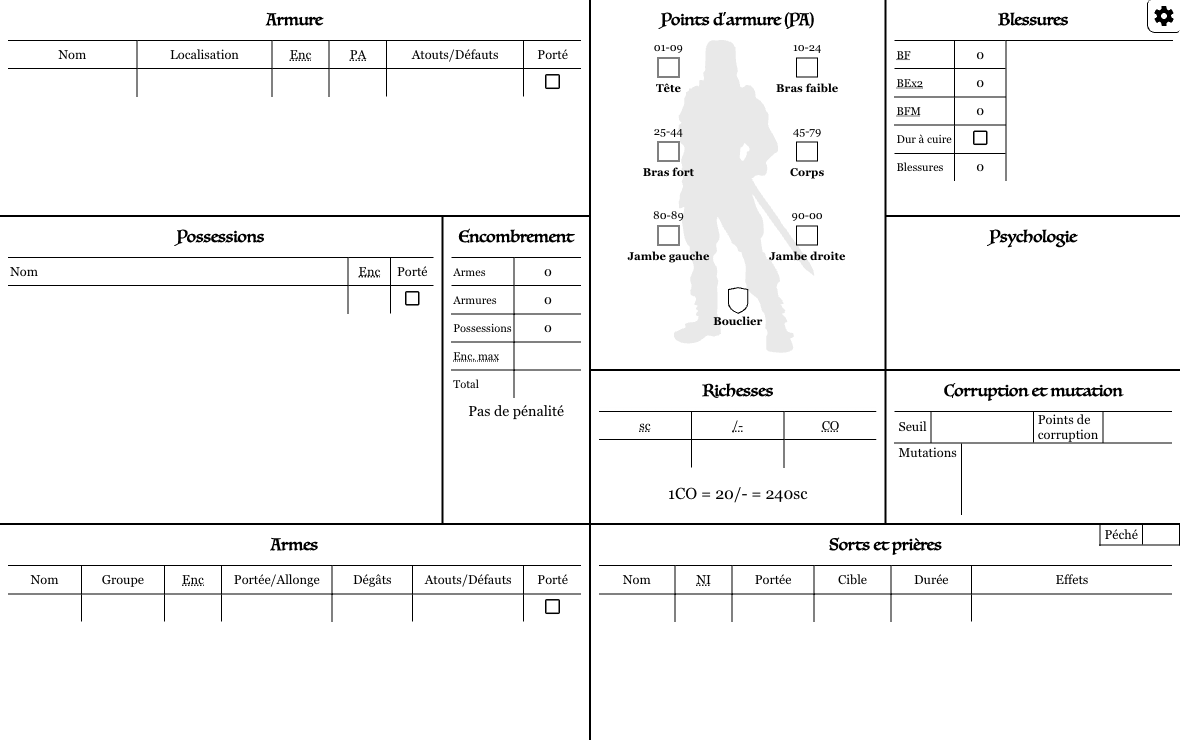 Armure
Nom Localisation Enc PA Atouts/Défauts Porté
Possessions
Nom Enc Porté
Encombrement
Armes 0
Armures 0
Possessions 0
Enc. max
Total
Pas de pénalité
Points d'armure (PA)
01-09 10-24
Tête Bras faible
25-44 45-79
Bras fort Corps
80-89 90-00
Jambe gauche Jambe droite
Bouclier
Blessures
BF 0
BEx2 0
BFM 0
Dur à cuire
Blessures 0
Psychologie
Richesses
sc /- CO
1CO = 20/- = 240sc
Corruption et mutation
Seuil Points de
corruption
Mutations
Armes
Nom Groupe Enc Portée/Allonge Dégâts Atouts/Défauts Porté
Sorts et prières
Péché
Nom NI Portée Cible Durée Effets